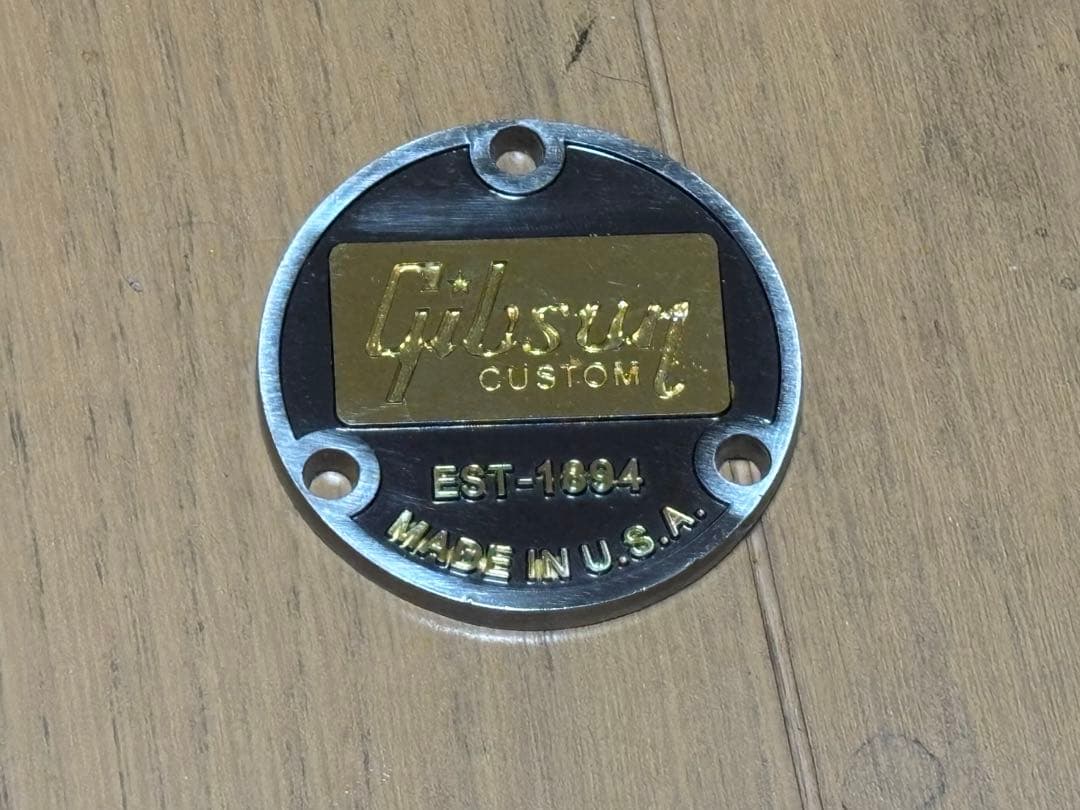 Gibson
CUSTOM
EST-1894
MADE IN U.S.A.